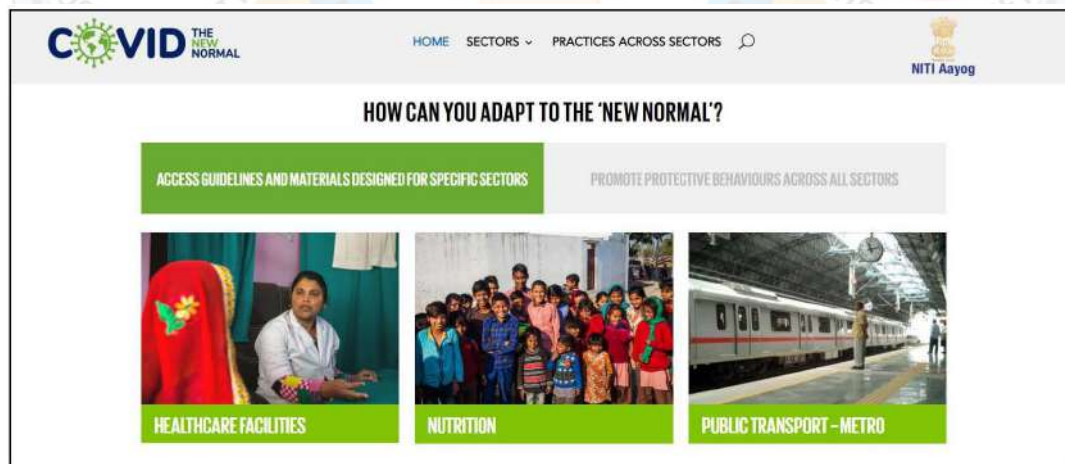 COVID THE NEW NORMAL
HOME SECTORS PRACTICES ACROSS SECTORS
NITI Aayog
HOW CAN YOU ADAPT TO THE 'NEW NORMAL'?
ACCESS GUIDELINES AND MATERIALS DESIGNED FOR SPECIFIC SECTORS
PROMOTE PROTECTIVE BEHAVIOURS ACROSS ALL SECTORS
HEALTHCARE FACILITIES
NUTRITION
PUBLIC TRANSPORT – METRO